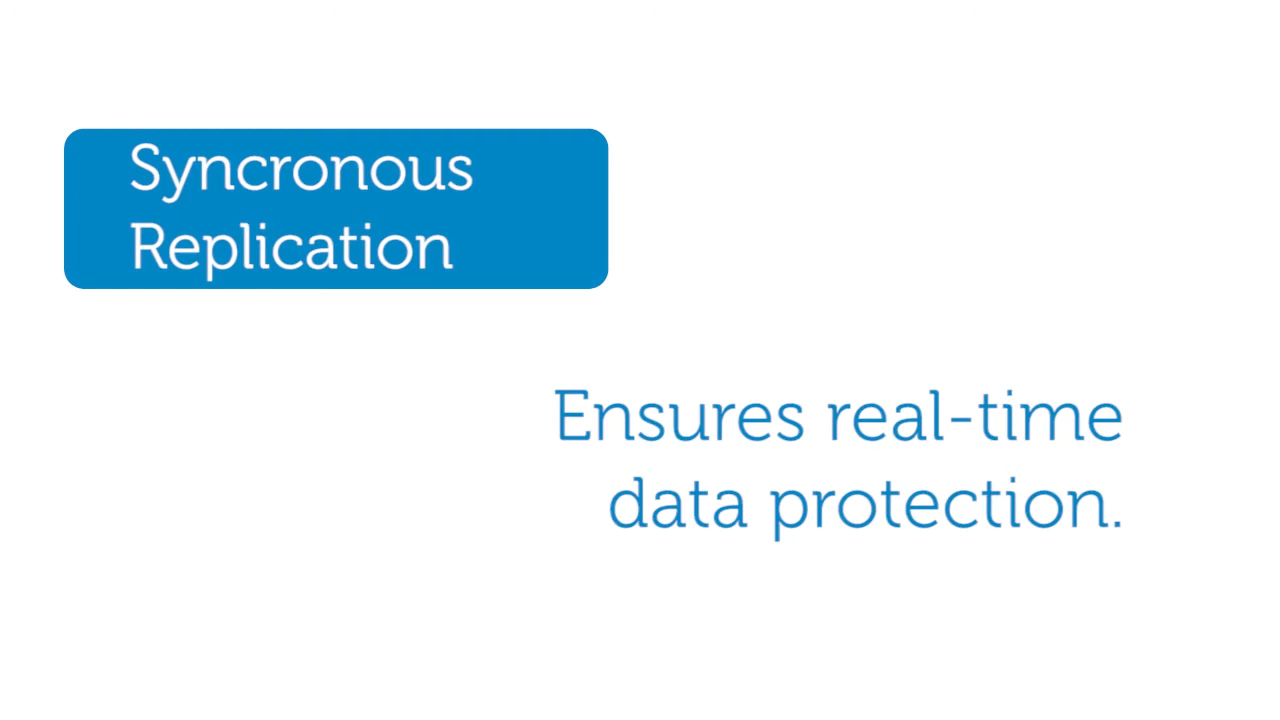 Syncronous
Replication
Ensures real-time
data protection.